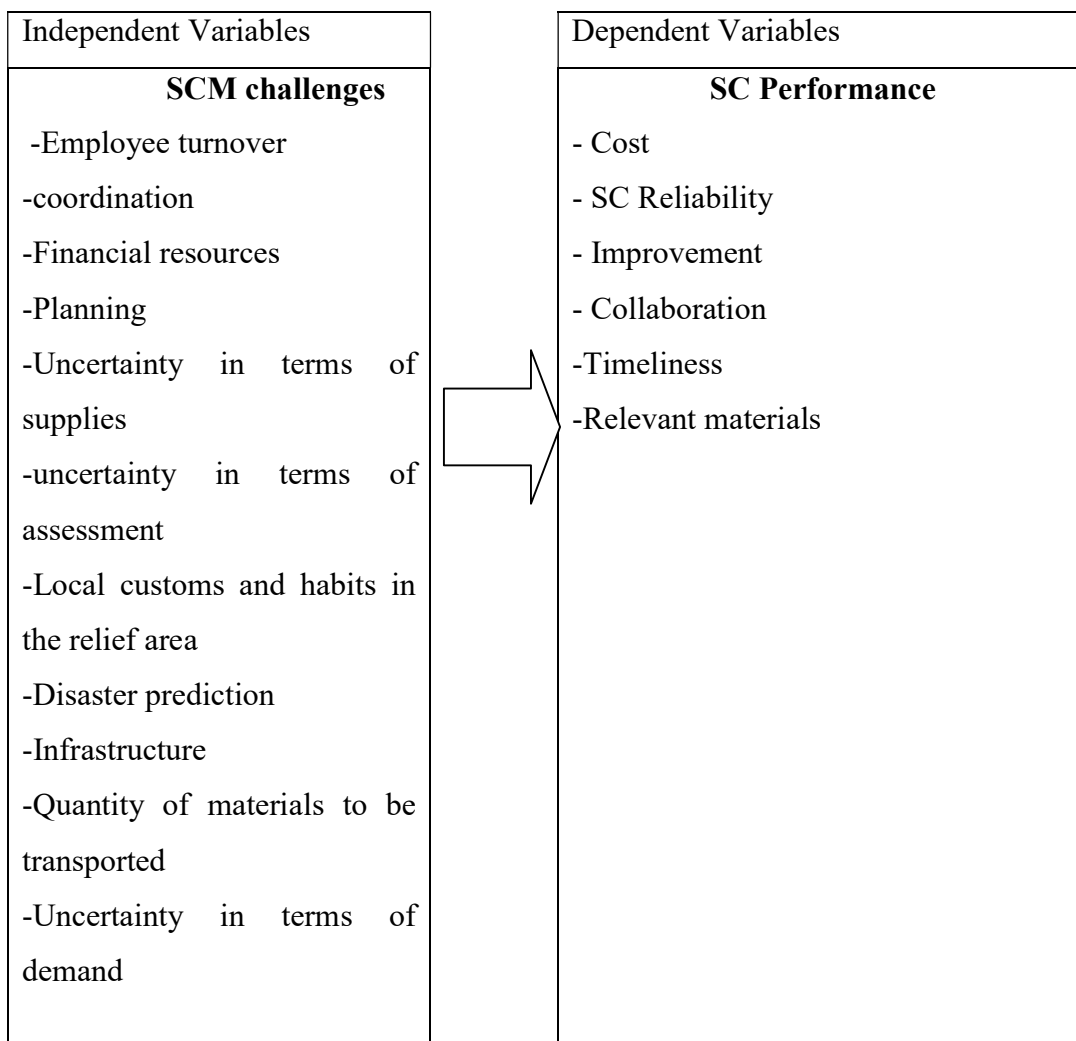 Independent Variables
SCM challenges
-Employee turnover
-coordination
-Financial resources
-Planning
-Uncertainty in terms of
supplies
-uncertainty in terms of
assessment
-Local customs and habits in
the relief area
-Disaster prediction
-Infrastructure
-Quantity of materials to be
transported
-Uncertainty in terms of
demand
Dependent Variables
SC Performance
- Cost
- SC Reliability
- Improvement
- Collaboration
-Timeliness
-Relevant materials